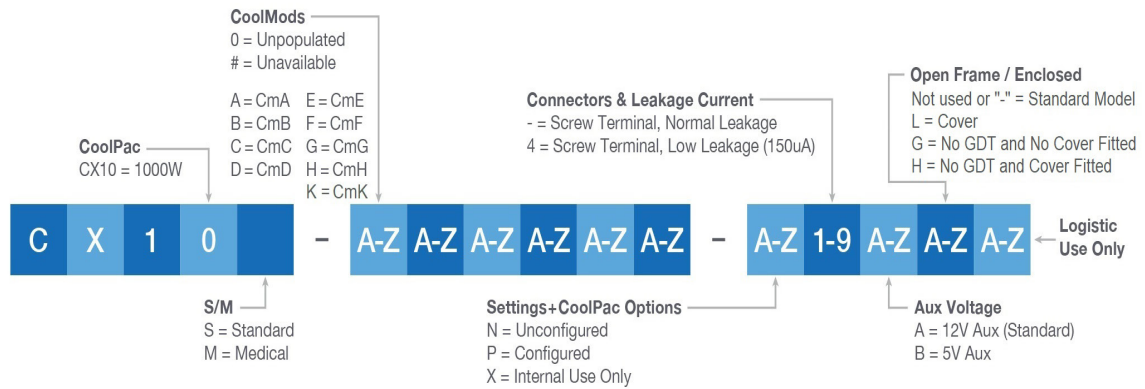 CoolMods
0 = Unpopulated
# = Unavailable
A = CmA E = CmE
B = CmB F = CmF
C = CmC G = CmG
D = CmD H = CmH
K = CmK
CoolPac
CX10 = 1000W
Connectors & Leakage Current
- = Screw Terminal, Normal Leakage
4 = Screw Terminal, Low Leakage (150uA)
Open Frame / Enclosed
Not used or "-" = Standard Model
L = Cover
G = No GDT and No Cover Fitted
H = No GDT and Cover Fitted
C X 1 0 - A-Z A-Z A-Z A-Z A-Z A-Z - A-Z 1-9 A-Z A-Z A-Z
Logistic
Use Only
S/M
S = Standard
M = Medical
Settings+CoolPac Options
N = Unconfigured
P = Configured
X = Internal Use Only
Aux Voltage
A = 12V Aux (Standard)
B = 5V Aux